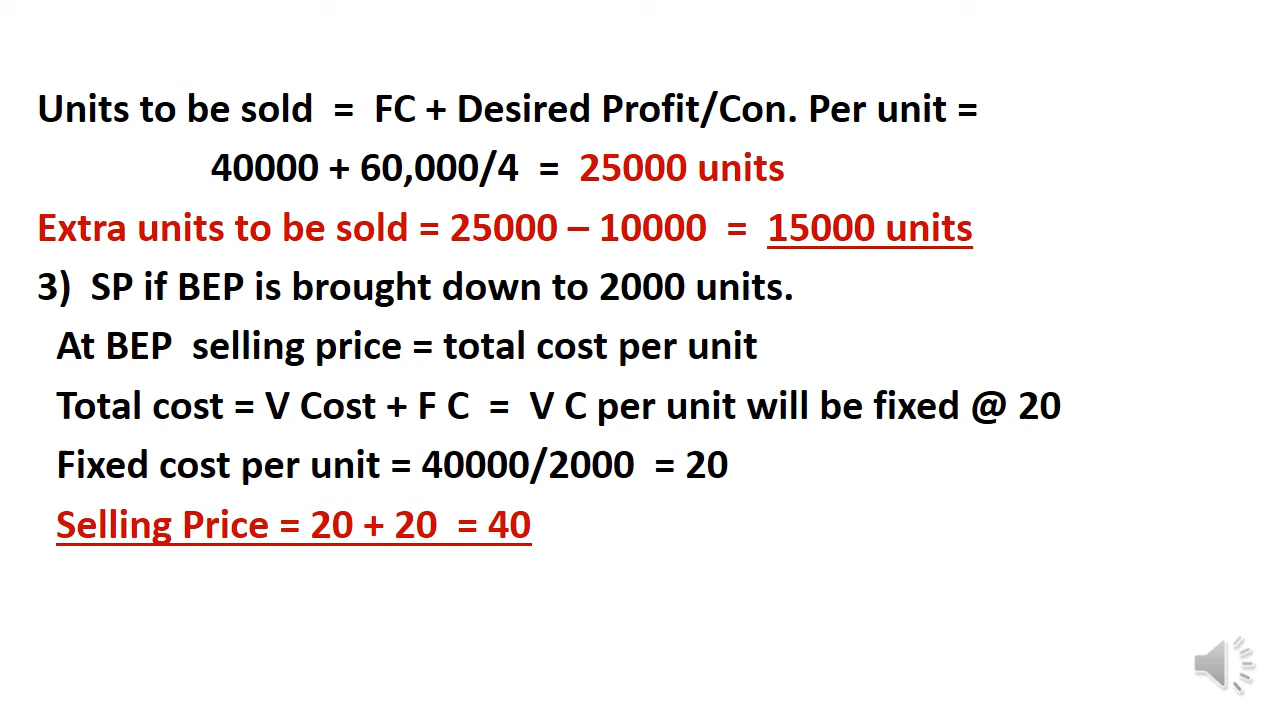 Units to be sold = FC + Desired Profit/Con. Per unit =
40000 + 60,000/4 = 25000 units
Extra units to be sold = 25000 – 10000 = 15000 units
3) SP if BEP is brought down to 2000 units.
At BEP selling price = total cost per unit
Total cost = V Cost + F C = V C per unit will be fixed @ 20
Fixed cost per unit = 40000/2000 = 20
Selling Price = 20 + 20 = 40